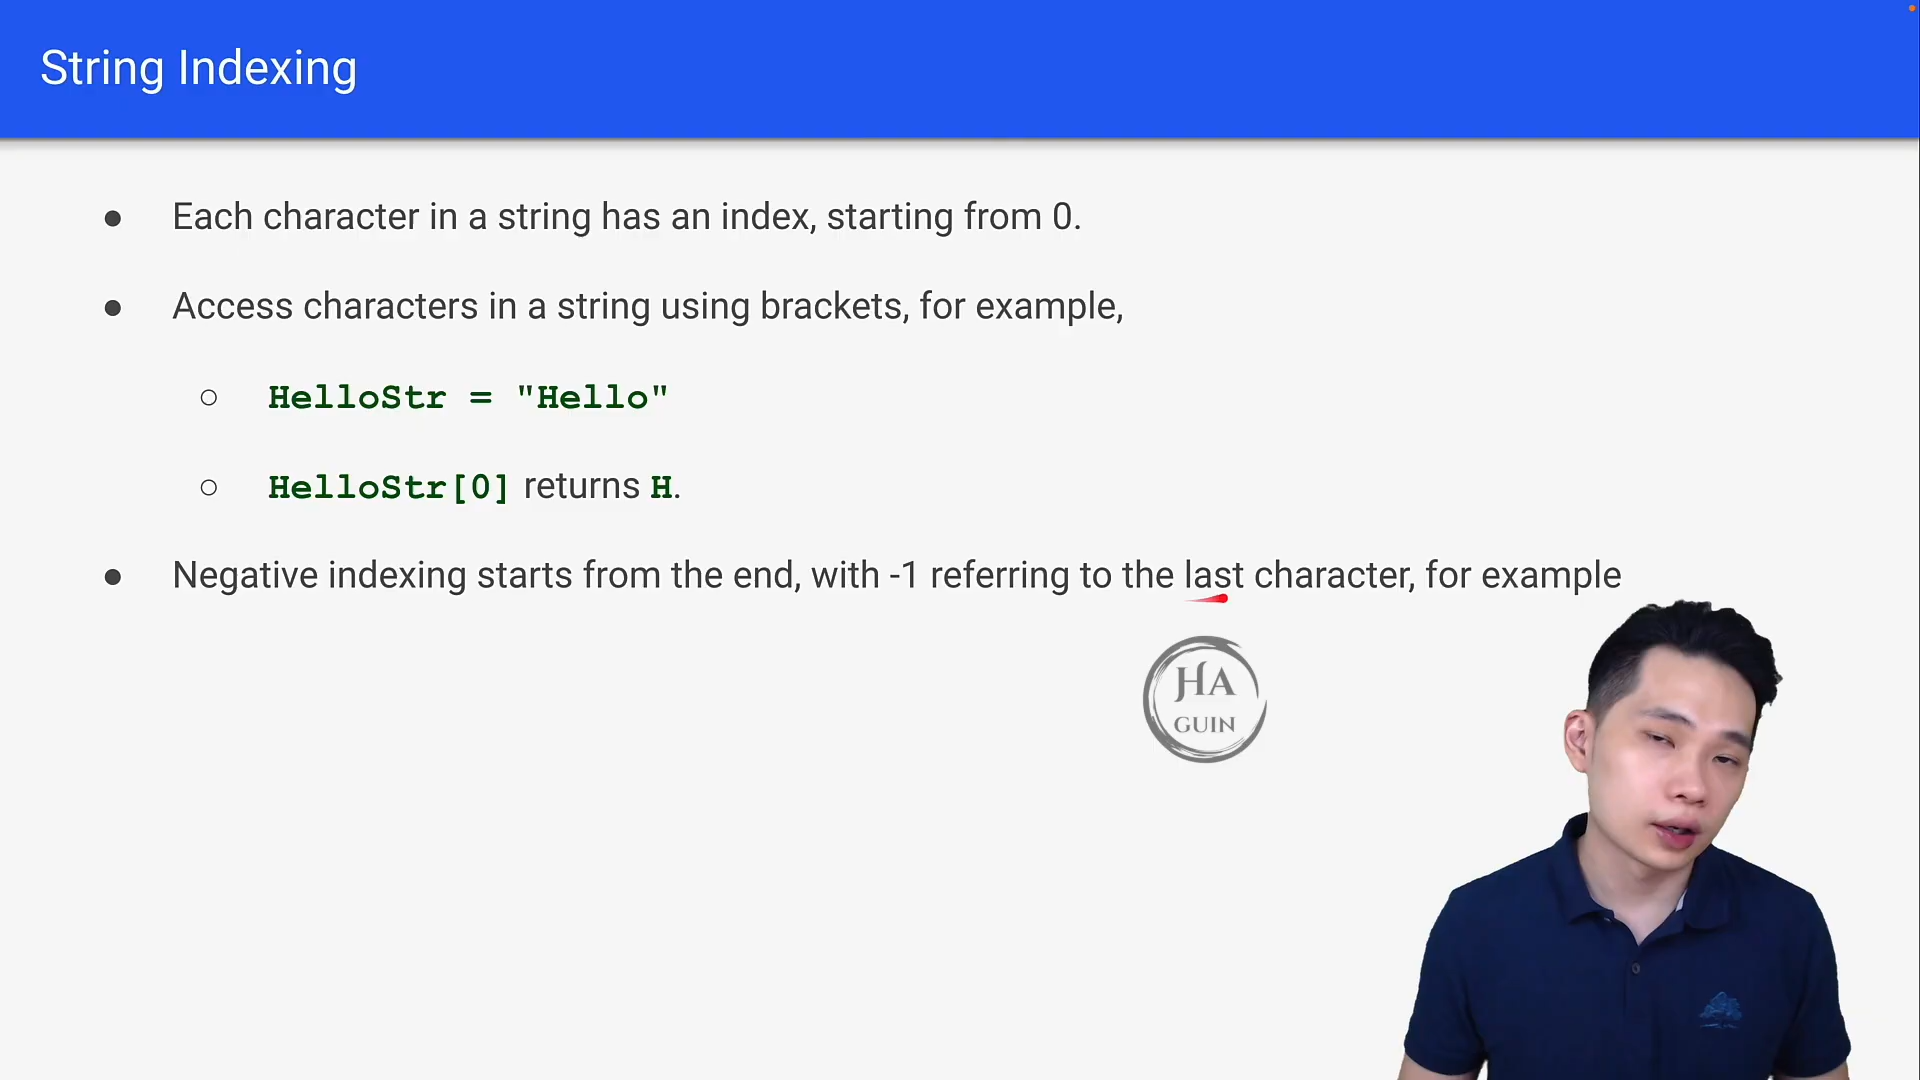 String Indexing
● Each character in a string has an index, starting from 0.
● Access characters in a string using brackets, for example,
○ HelloStr = "Hello"
○ HelloStr[0] returns H.
● Negative indexing starts from the end, with -1 referring to the last character, for example
HA
GUIN